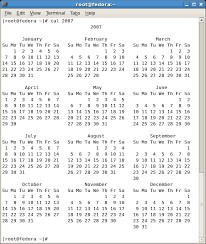 root@fedora:~
File Edit View Terminal Tabs Help
[root@fedora ~]# cal 2007
2007
January February March
Su Mo Tu We Th Fr Sa Su Mo Tu We Th Fr Sa Su Mo Tu We Th Fr Sa
1 2 3 4 5 6 1 2 3 1 2 3
7 8 9 10 11 12 13 4 5 6 7 8 9 10 4 5 6 7 8 9 10
14 15 16 17 18 19 20 11 12 13 14 15 16 17 11 12 13 14 15 16 17
21 22 23 24 25 26 27 18 19 20 21 22 23 24 18 19 20 21 22 23 24
28 29 30 31 25 26 27 28 25 26 27 28 29 30 31
April May June
Su Mo Tu We Th Fr Sa Su Mo Tu We Th Fr Sa Su Mo Tu We Th Fr Sa
1 2 3 4 5 6 7 1 2 3 4 5 1 2
8 9 10 11 12 13 14 6 7 8 9 10 11 12 3 4 5 6 7 8 9
15 16 17 18 19 20 21 13 14 15 16 17 18 19 10 11 12 13 14 15 16
22 23 24 25 26 27 28 20 21 22 23 24 25 26 17 18 19 20 21 22 23
29 30 27 28 29 30 31 24 25 26 27 28 29 30
July August September
Su Mo Tu We Th Fr Sa Su Mo Tu We Th Fr Sa Su Mo Tu We Th Fr Sa
1 2 3 4 5 6 7 1 2 3 4 1
8 9 10 11 12 13 14 5 6 7 8 9 10 11 2 3 4 5 6 7 8
15 16 17 18 19 20 21 12 13 14 15 16 17 18 9 10 11 12 13 14 15
22 23 24 25 26 27 28 19 20 21 22 23 24 25 16 17 18 19 20 21 22
29 30 31 26 27 28 29 30 31 23 24 25 26 27 28 29
30
October November December
Su Mo Tu We Th Fr Sa Su Mo Tu We Th Fr Sa Su Mo Tu We Th Fr Sa
1 2 3 4 5 6 1 2 3 1
7 8 9 10 11 12 13 4 5 6 7 8 9 10 2 3 4 5 6 7 8
14 15 16 17 18 19 20 11 12 13 14 15 16 17 9 10 11 12 13 14 15
21 22 23 24 25 26 27 18 19 20 21 22 23 24 16 17 18 19 20 21 22
28 29 30 31 25 26 27 28 29 30 23 24 25 26 27 28 29
30 31
[root@fedora ~]#